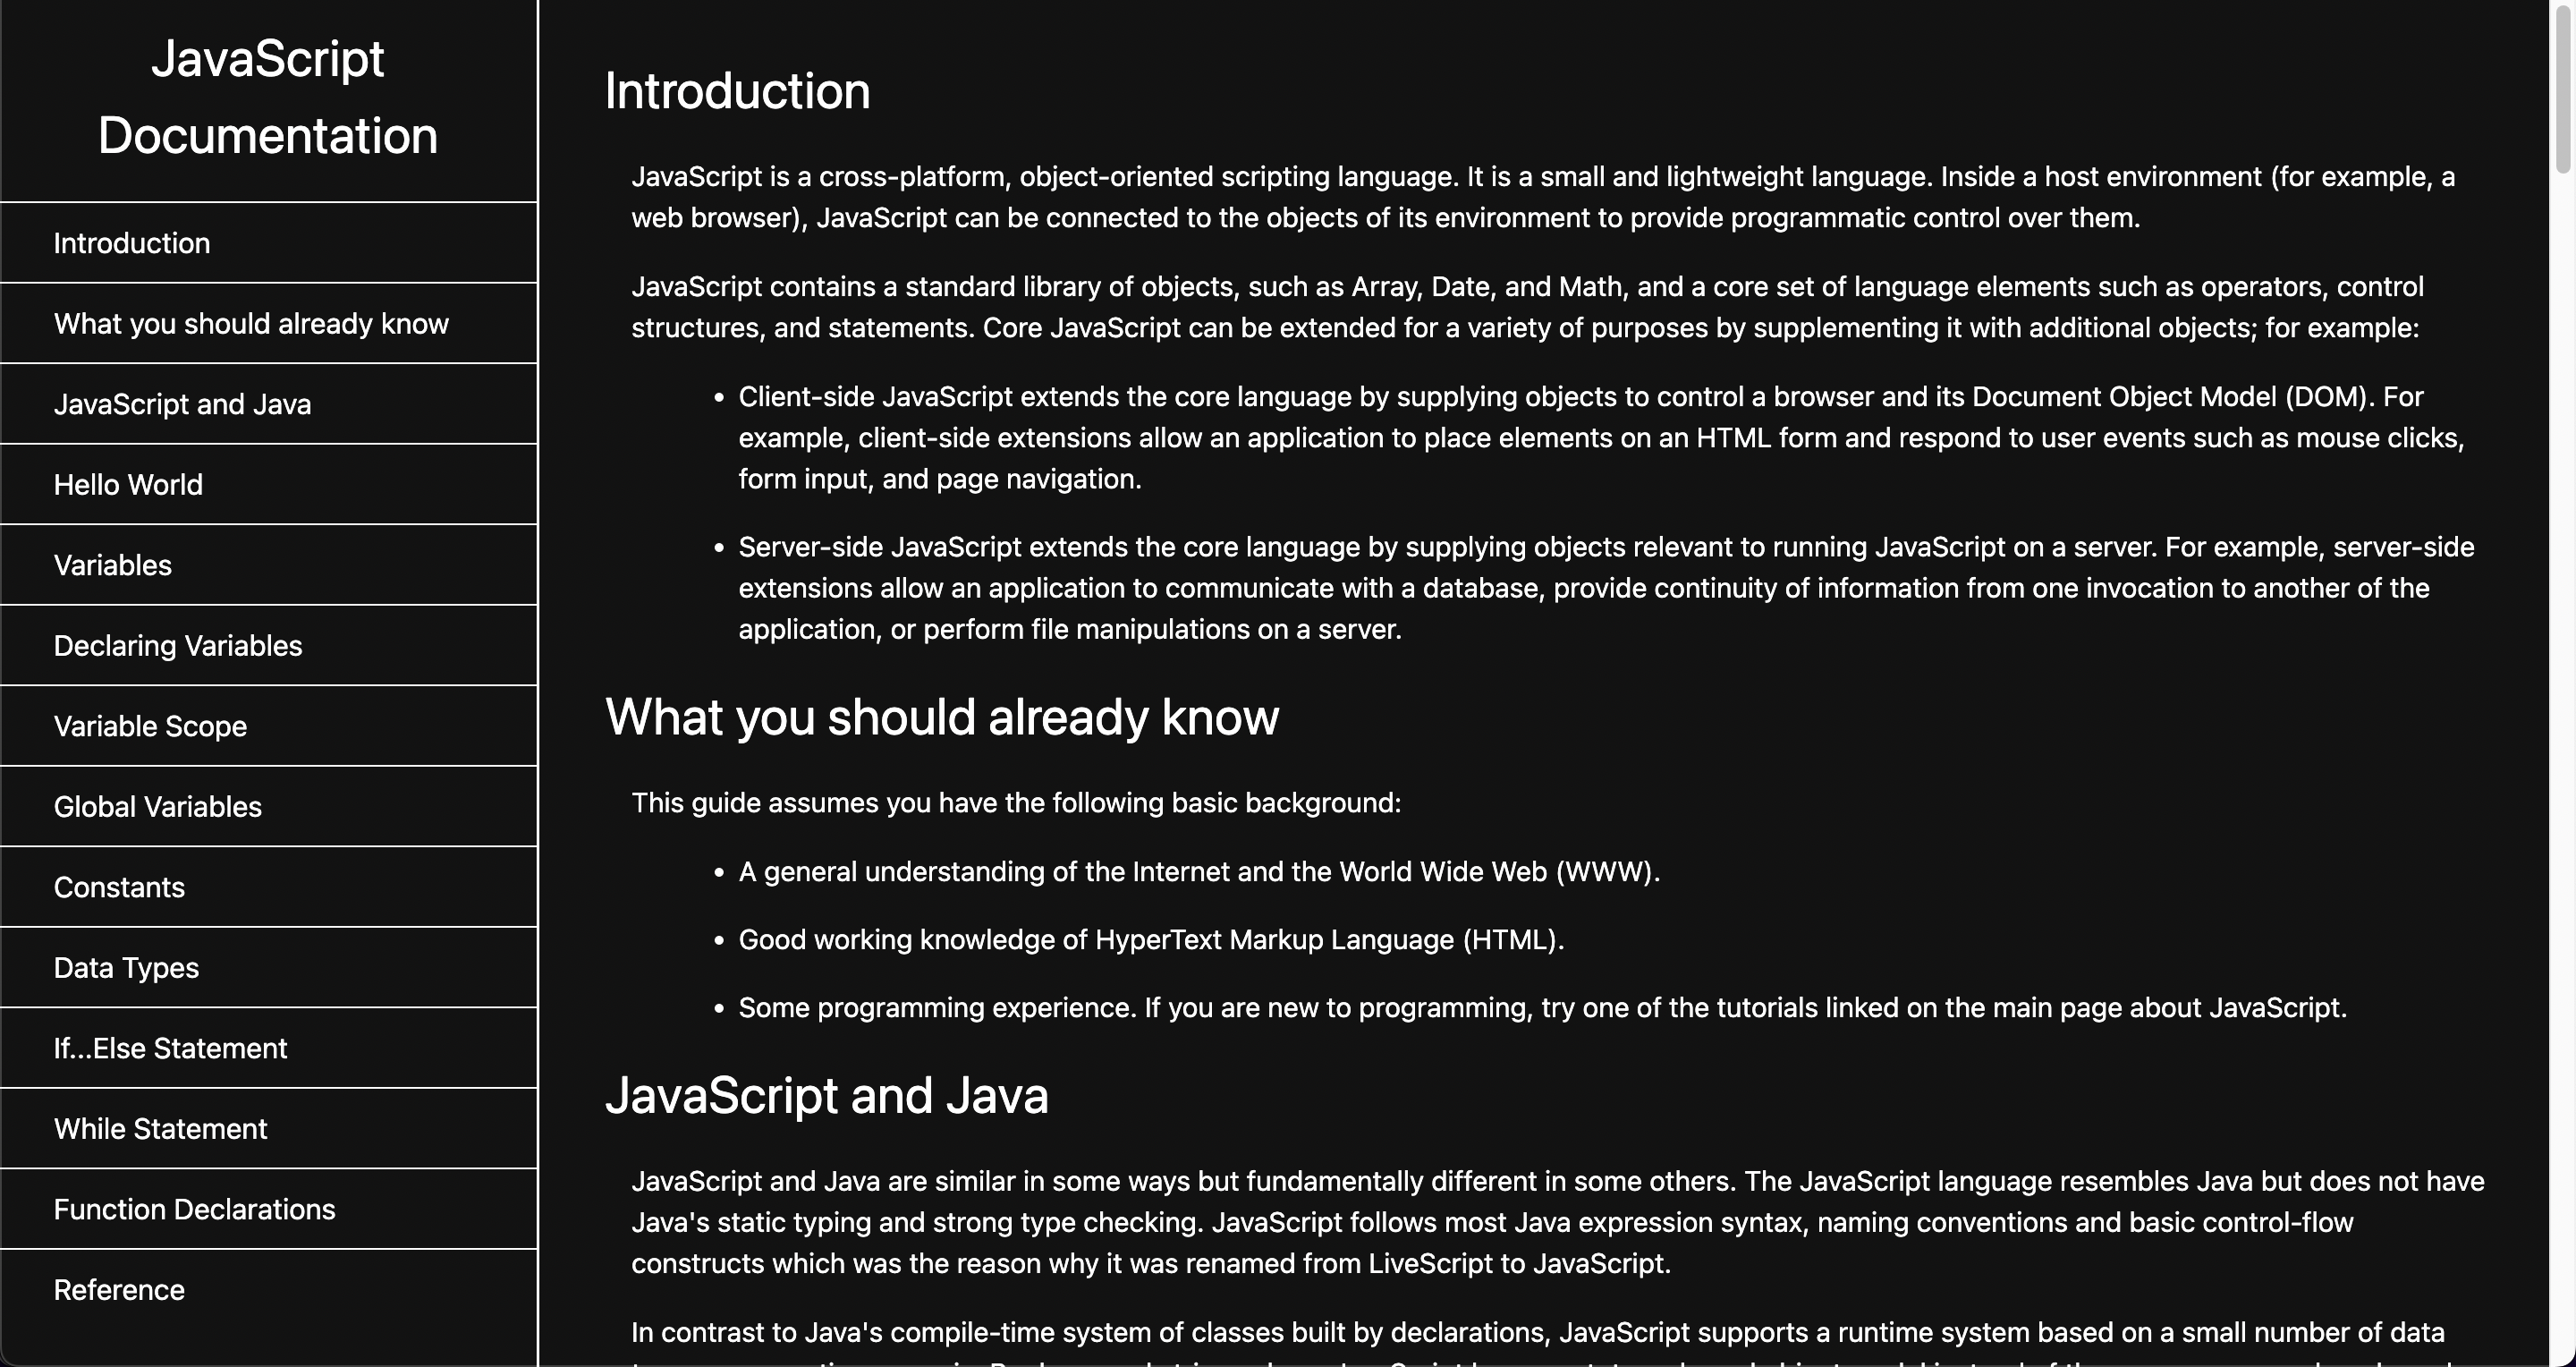 JavaScript
Documentation
Introduction
What you should already know
JavaScript and Java
Hello World
Variables
Declaring Variables
Variable Scope
Global Variables
Constants
Data Types
If...Else Statement
While Statement
Function Declarations
Reference
Introduction
JavaScript is a cross-platform, object-oriented scripting language. It is a small and lightweight language. Inside a host environment (for example, a
web browser), JavaScript can be connected to the objects of its environment to provide programmatic control over them.
JavaScript contains a standard library of objects, such as Array, Date, and Math, and a core set of language elements such as operators, control
structures, and statements. Core JavaScript can be extended for a variety of purposes by supplementing it with additional objects; for example:
• Client-side JavaScript extends the core language by supplying objects to control a browser and its Document Object Model (DOM). For
example, client-side extensions allow an application to place elements on an HTML form and respond to user events such as mouse clicks,
form input, and page navigation.
• Server-side JavaScript extends the core language by supplying objects relevant to running JavaScript on a server. For example, server-side
extensions allow an application to communicate with a database, provide continuity of information from one invocation to another of the
application, or perform file manipulations on a server.
What you should already know
This guide assumes you have the following basic background:
• A general understanding of the Internet and the World Wide Web (WWW).
• Good working knowledge of HyperText Markup Language (HTML).
• Some programming experience. If you are new to programming, try one of the tutorials linked on the main page about JavaScript.
JavaScript and Java
JavaScript and Java are similar in some ways but fundamentally different in some others. The JavaScript language resembles Java but does not have
Java's static typing and strong type checking. JavaScript follows most Java expression syntax, naming conventions and basic control-flow
constructs which was the reason why it was renamed from LiveScript to JavaScript.
In contrast to Java's compile-time system of classes built by declarations, JavaScript supports a runtime system based on a small number of data